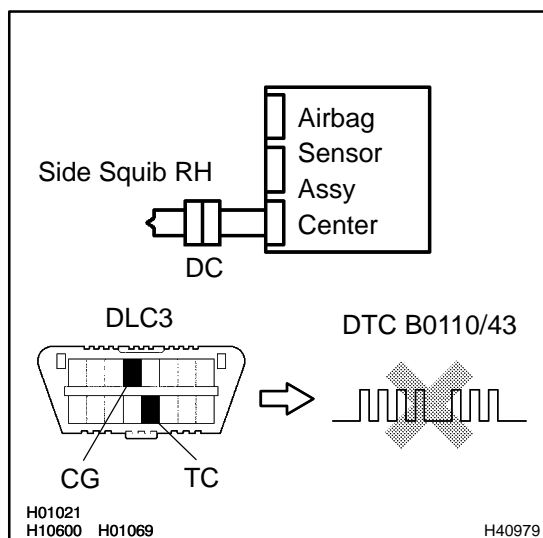 Airbag
Sensor
Assy
Center
Side Squib RH
DC
DLC3
DTC B0110/43
CG
TC
H01021
H10600 H01069
H40979